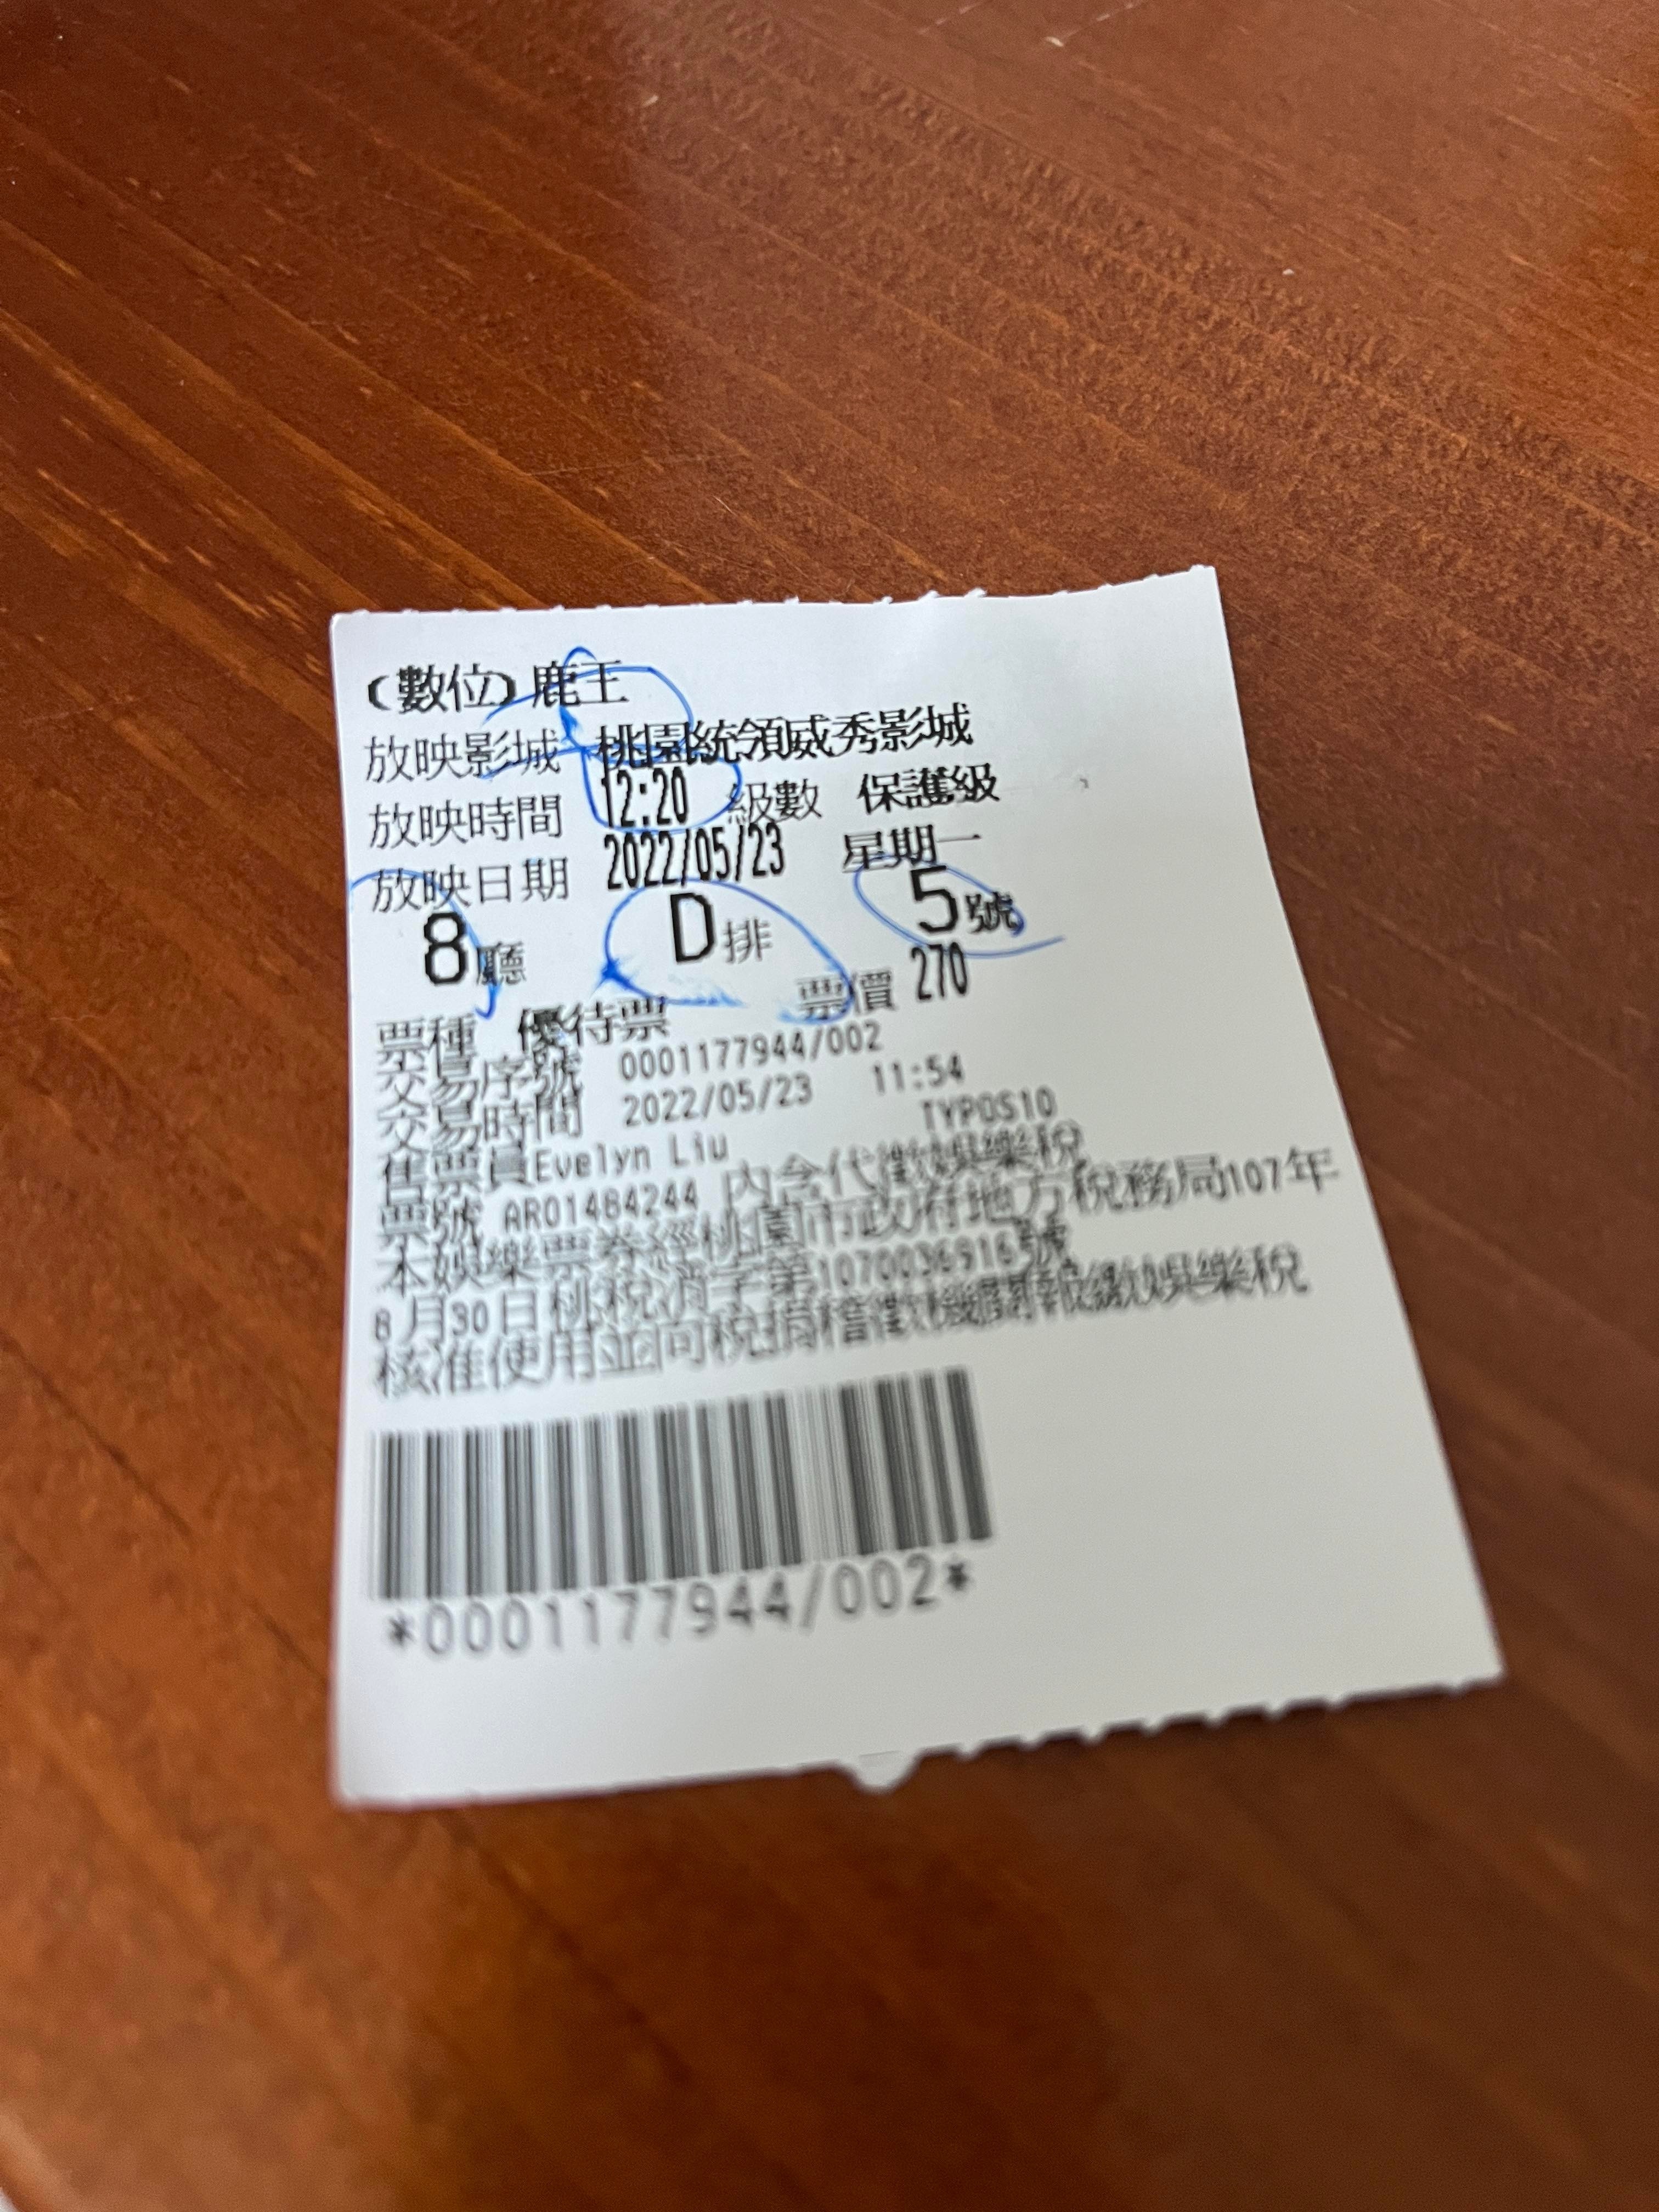 (數位)鹿王
放映影城 桃園統領威秀影城
放映時間 12:20 級數 保護級
放映日期 2022/05/23 星期一
8廳 D排 5號
票種 優待票 票價 270
交易序號 0001177944/002
交易時間 2022/05/23 11:54
售票員Evelyn Liu TYPOS10
票號 AR01484244 內含代徵娛樂稅
本娛樂票券經桃園市政府地方稅務局107年
8月30日桃稅消字第1070036916號
核准使用並向稅捐稽徵機關報繳娛樂稅
*0001177944/002*